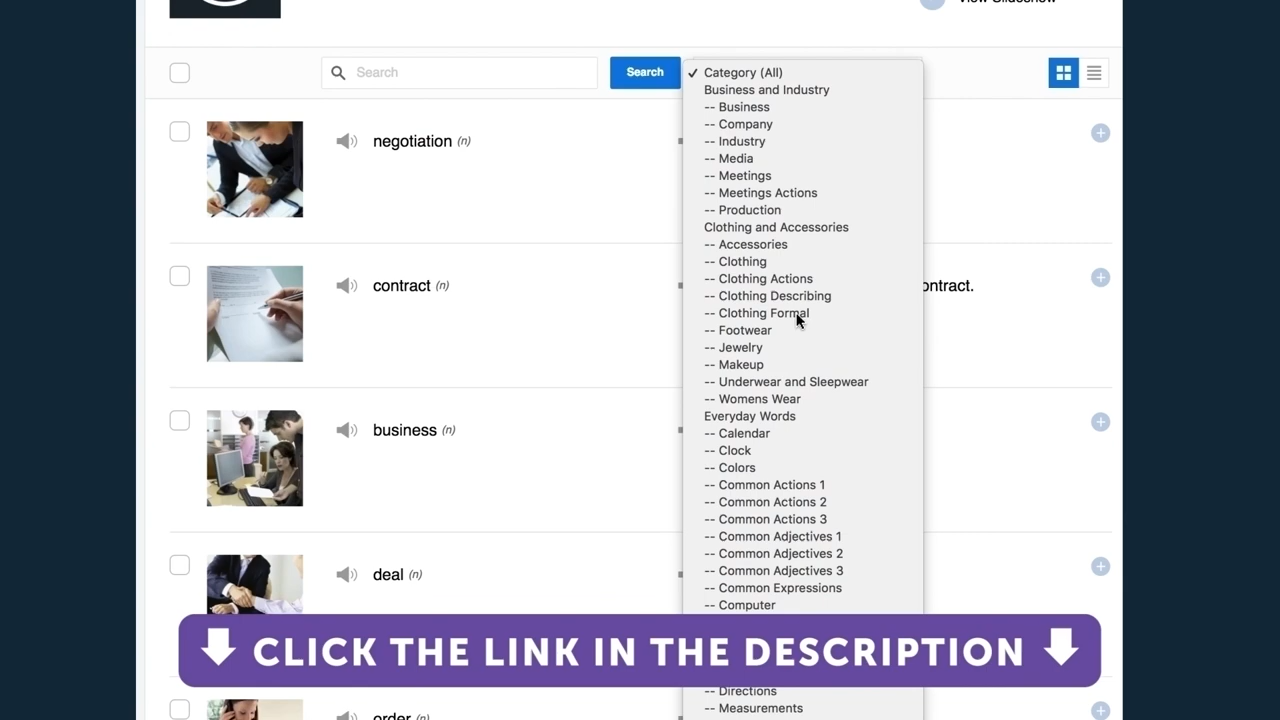 View Slideshow
Search
Search
✓ Category (All)
Business and Industry
-- Business
-- Company
-- Industry
-- Media
-- Meetings
-- Meetings Actions
-- Production
Clothing and Accessories
-- Accessories
-- Clothing
-- Clothing Actions
-- Clothing Describing
-- Clothing Formal
-- Footwear
-- Jewelry
-- Makeup
-- Underwear and Sleepwear
-- Womens Wear
Everyday Words
-- Calendar
-- Clock
-- Colors
-- Common Actions 1
-- Common Actions 2
-- Common Actions 3
-- Common Adjectives 1
-- Common Adjectives 2
-- Common Adjectives 3
-- Common Expressions
-- Computer
-- Directions
-- Measurements
negotiation (n)
contract (n)
ontract.
business (n)
deal (n)
order (n)
CLICK THE LINK IN THE DESCRIPTION